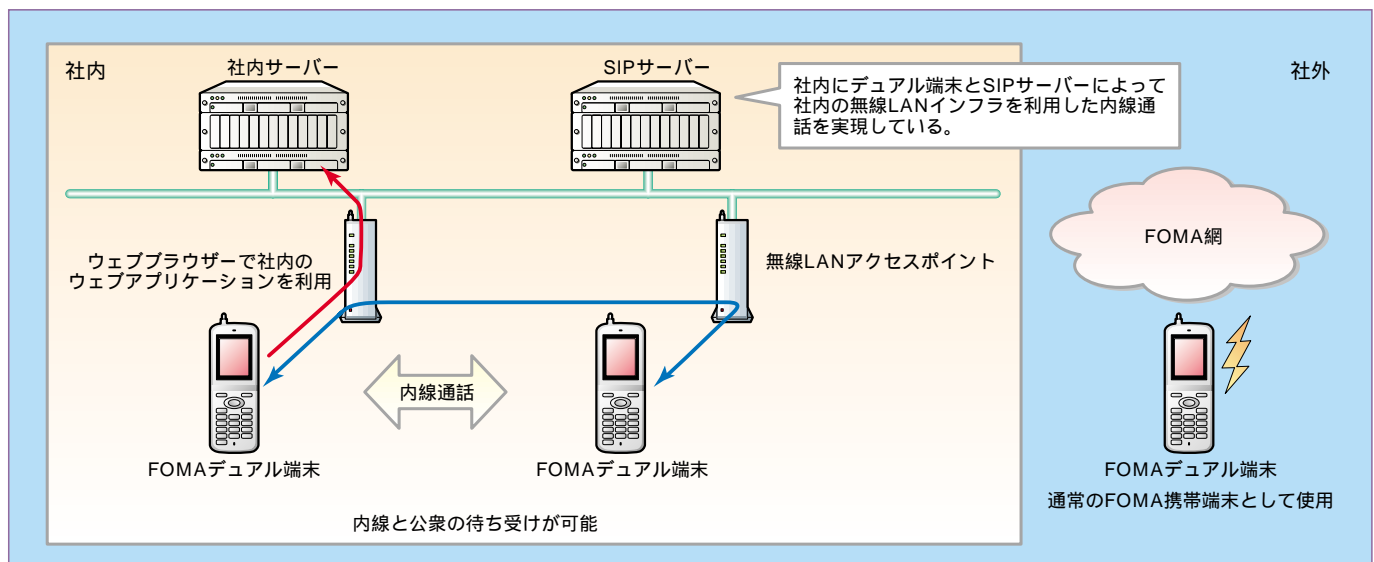 社内
社内サーバー
SIPサーバー
社内にデュアル端末とSIPサーバーによって
社内の無線LANインフラを利用した内線通
話を実現している。
社外
ウェブブラウザーで社内の
ウェブアプリケーションを利用
無線LANアクセスポイント
FOMA網
内線通話
FOMAデュアル端末
FOMAデュアル端末
FOMAデュアル端末
通常のFOMA携帯端末として使用
内線と公衆の待ち受けが可能